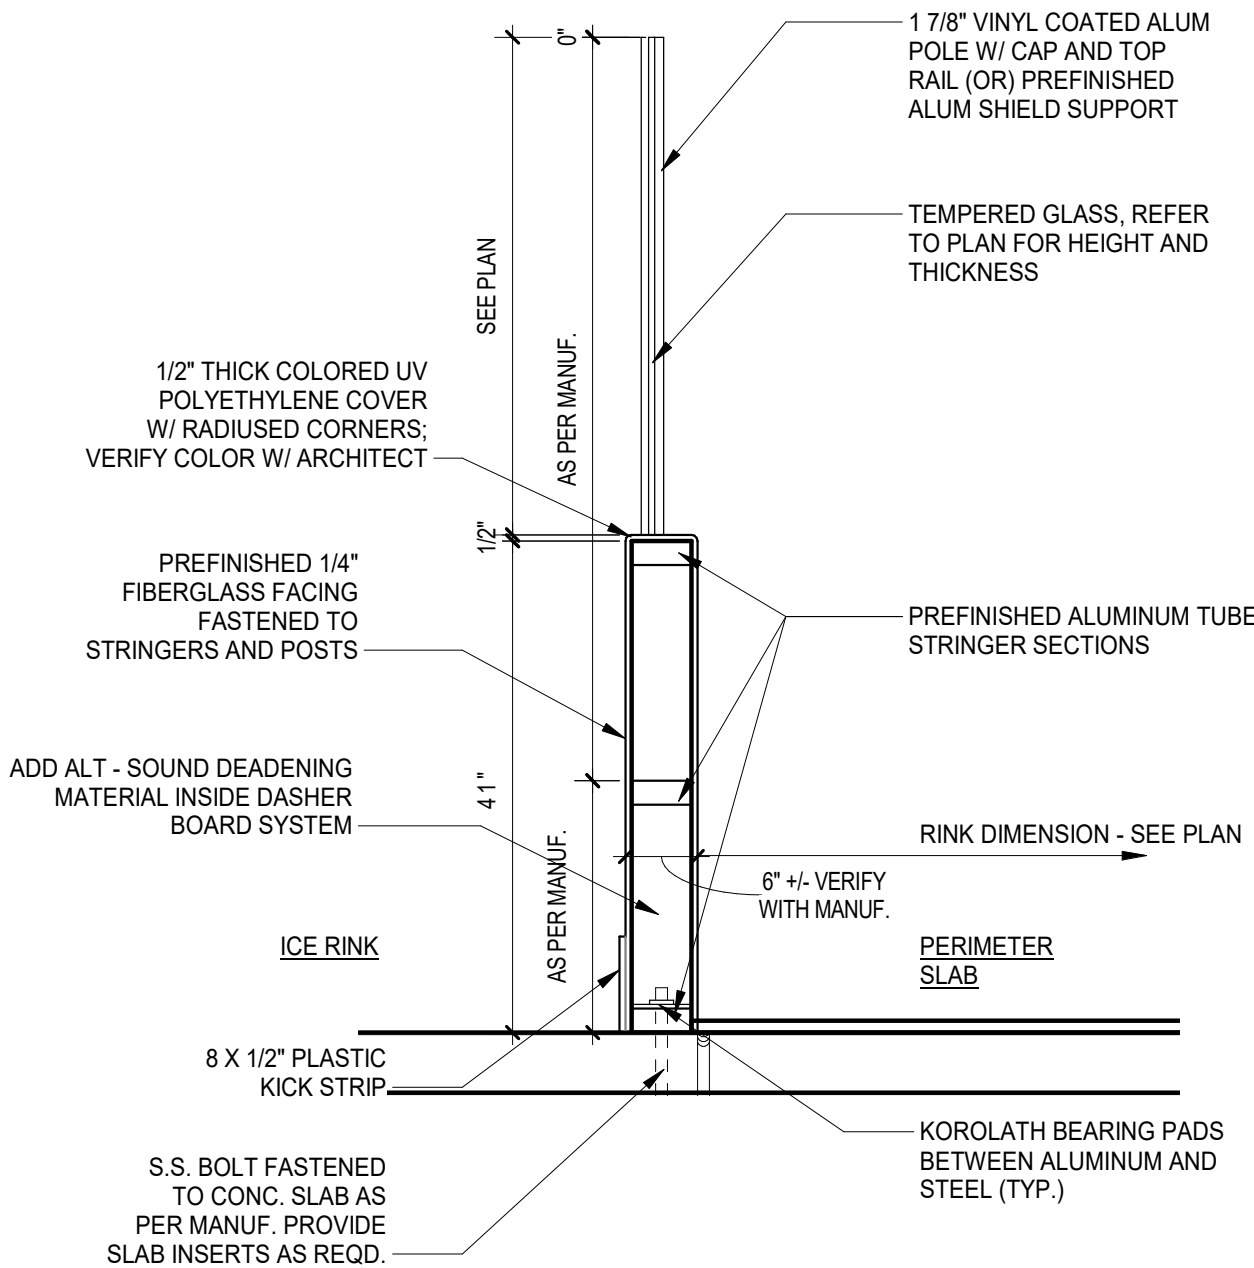 1 7/8" VINYL COATED ALUM
POLE W/ CAP AND TOP
RAIL (OR) PREFINISHED
ALUM SHIELD SUPPORT
0"
TEMPERED GLASS, REFER
TO PLAN FOR HEIGHT AND
THICKNESS
SEE PLAN
AS PER MANUF.
1/2" THICK COLORED UV
POLYETHYLENE COVER
W/ RADIUSED CORNERS;
VERIFY COLOR W/ ARCHITECT
1/2"
PREFINISHED 1/4"
FIBERGLASS FACING
FASTENED TO
STRINGERS AND POSTS
PREFINISHED ALUMINUM TUBE
STRINGER SECTIONS
ADD ALT - SOUND DEADENING
MATERIAL INSIDE DASHER
BOARD SYSTEM
41"
AS PER MANUF.
RINK DIMENSION - SEE PLAN
6" +/- VERIFY
WITH MANUF.
ICE RINK
PERIMETER
SLAB
8 X 1/2" PLASTIC
KICK STRIP
KOROLATH BEARING PADS
BETWEEN ALUMINUM AND
STEEL (TYP.)
S.S. BOLT FASTENED
TO CONC. SLAB AS
PER MANUF. PROVIDE
SLAB INSERTS AS REQD.